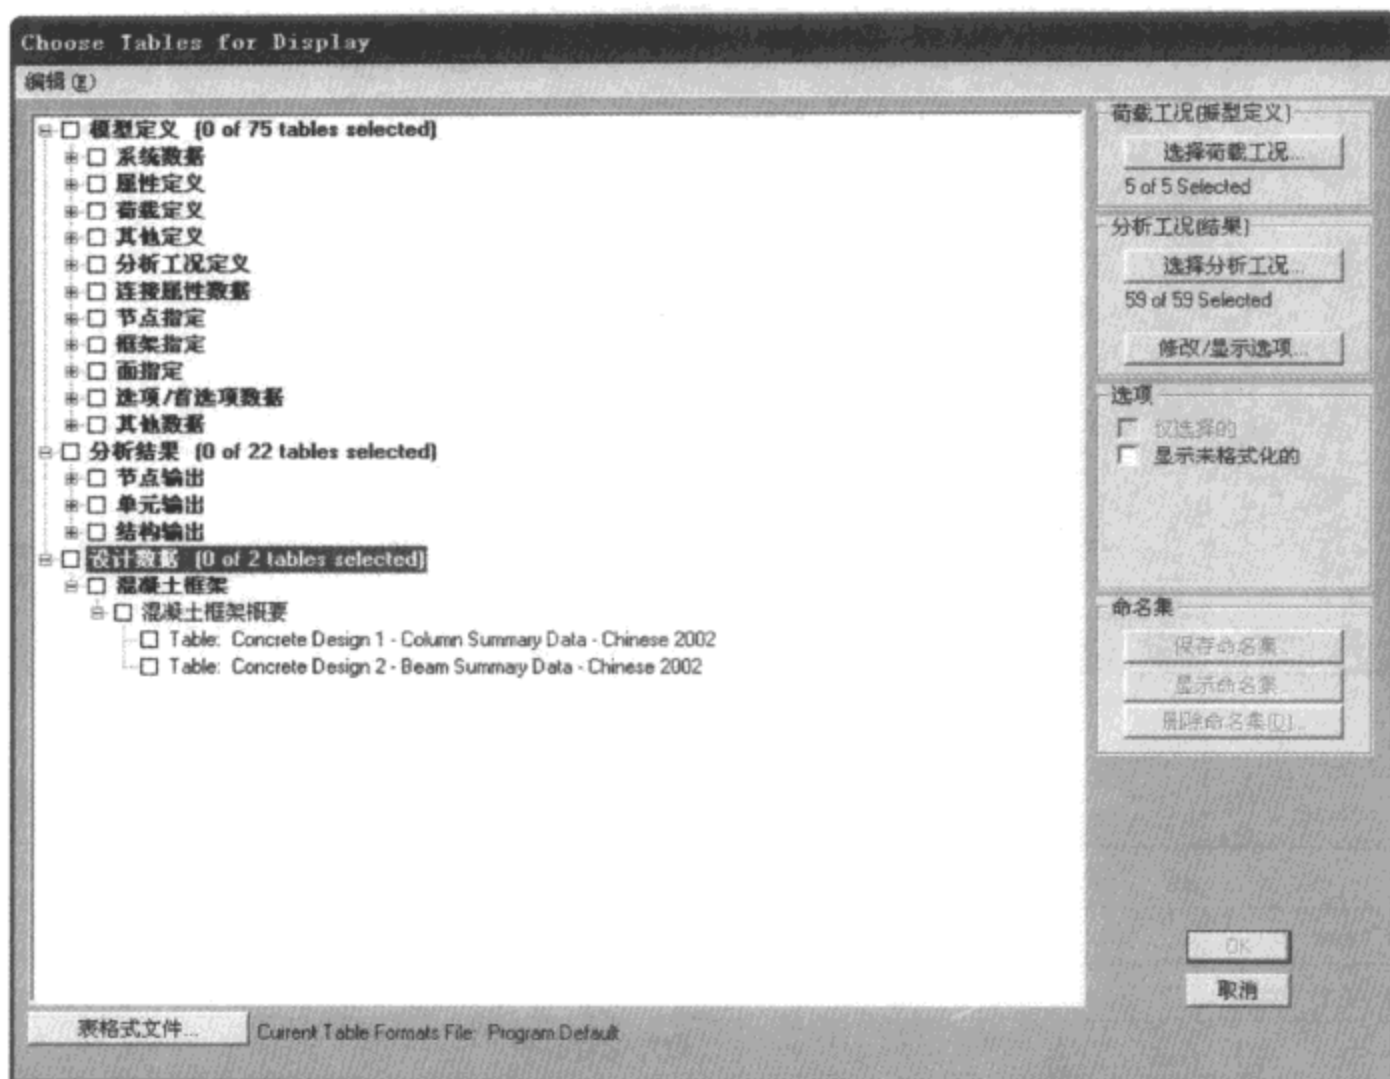 Choose Tables for Display
编辑(E)
模型定义 (0 of 75 tables selected)
系统数据
属性定义
荷载定义
其他定义
分析工况定义
连接属性数据
节点指定
框架指定
面指定
选项/首选项数据
其他数据
分析结果 (0 of 22 tables selected)
节点输出
单元输出
结构输出
设计数据 (0 of 2 tables selected)
混凝土框架
混凝土框架概要
Table: Concrete Design 1 - Column Summary Data - Chinese 2002
Table: Concrete Design 2 - Beam Summary Data - Chinese 2002
表格式文件...
Current Table Formats File: Program Default
荷载工况(模型定义)
选择荷载工况...
5 of 5 Selected
分析工况(结果)
选择分析工况...
59 of 59 Selected
修改/显示选项...
选项
仅选择的
显示未格式化的
命名集
保存命名集...
显示命名集...
删除命名集(D)...
OK
取消